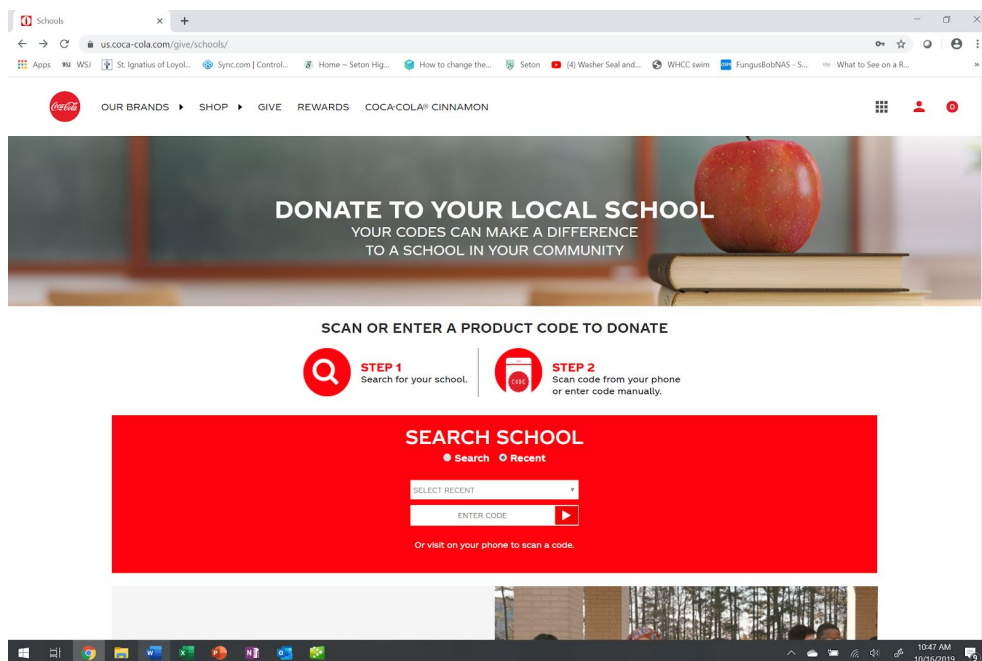 Schools
us.coca-cola.com/give/schools/
Apps WSJ WSJ St. Ignatius of Loyol... Sync.com | Control... Home ~ Seton Hig... How to change the... Seton (4) Washer Seal and... WHCC swim FungusBobNAS - S... What to See on a R...
Coca-Cola OUR BRANDS SHOP GIVE REWARDS COCA-COLA® CINNAMON 0
DONATE TO YOUR LOCAL SCHOOL
YOUR CODES CAN MAKE A DIFFERENCE
TO A SCHOOL IN YOUR COMMUNITY
SCAN OR ENTER A PRODUCT CODE TO DONATE
STEP 1
Search for your school.
CODE
STEP 2
Scan code from your phone
or enter code manually.
SEARCH SCHOOL
Search Recent
SELECT RECENT
ENTER CODE
Or visit on your phone to scan a code.
10:47 AM
10/16/2019